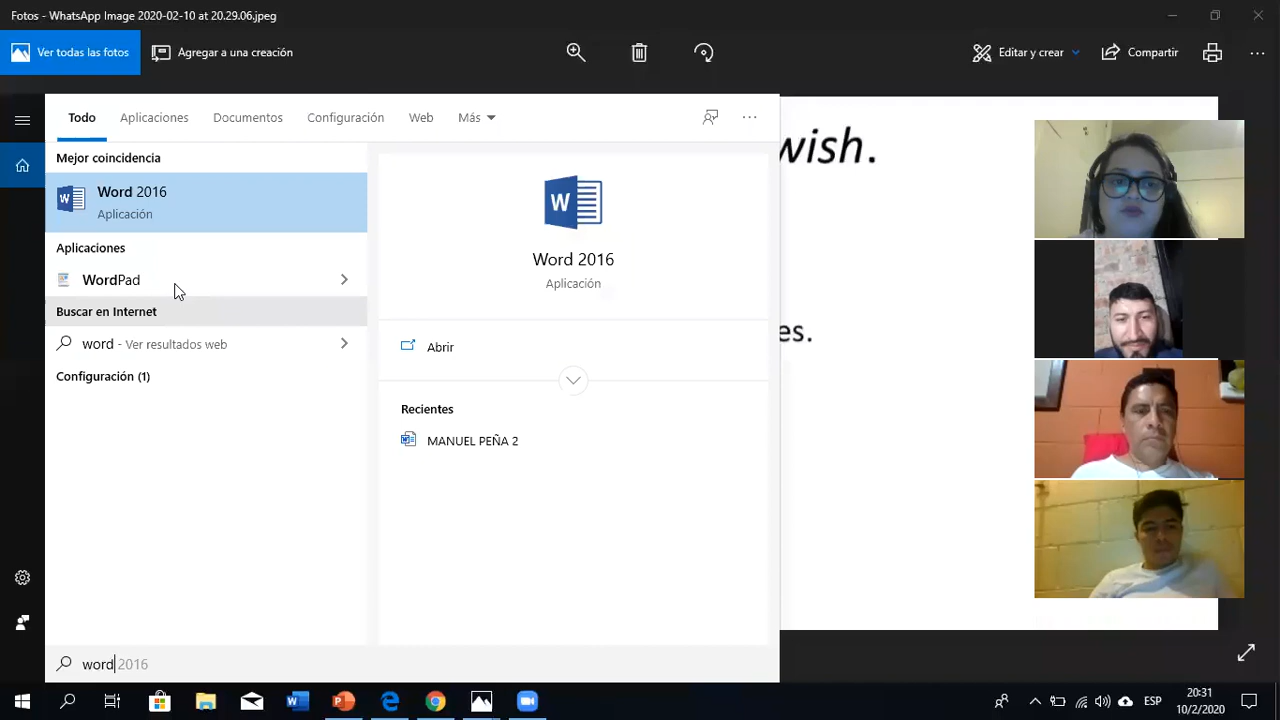 Fotos - WhatsApp Image 2020-02-10 at 20.29.06.jpeg
Ver todas las fotos
Agregar a una creación
Editar y crear
Compartir
Todo
Aplicaciones
Documentos
Configuración
Web
Más
Mejor coincidencia
Word 2016
Aplicación
Aplicaciones
WordPad
Buscar en Internet
word - Ver resultados web
Configuración (1)
W
Word 2016
Aplicación
Abrir
Recientes
MANUEL PEÑA 2
wish.
es.
word 2016
ESP
20:31
10/2/2020